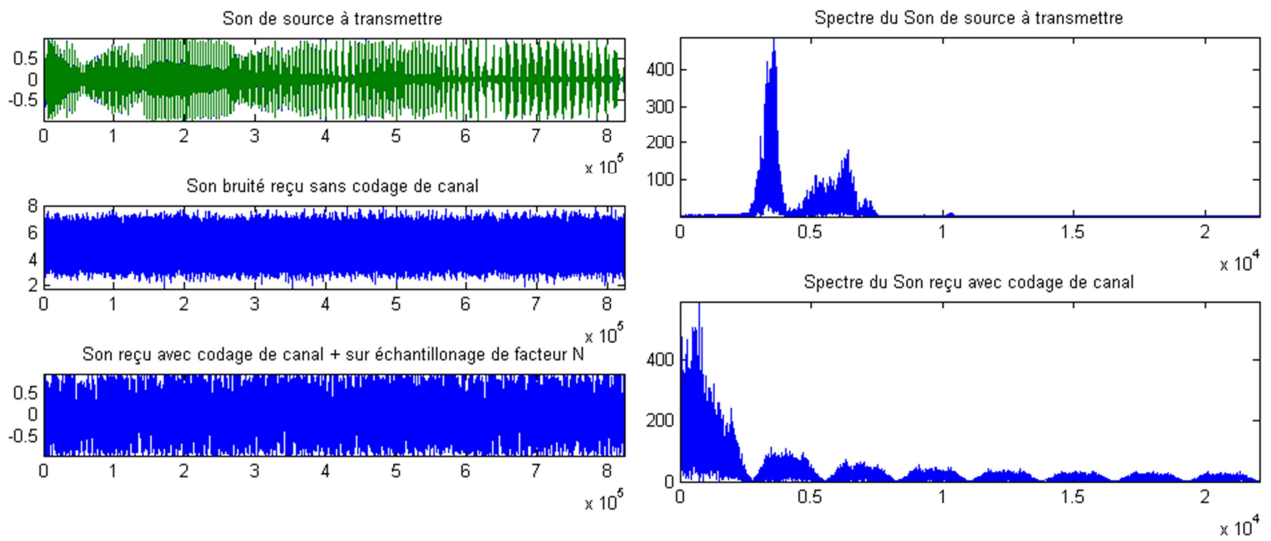 Son de source à transmettre
0.5
0
-0.5
0 1 2 3 4 5 6 7 8
x 10^5
Son bruité reçu sans codage de canal
8
6
4
2
0 1 2 3 4 5 6 7 8
x 10^5
Son reçu avec codage de canal + sur échantillonage de facteur N
0.5
0
-0.5
0 1 2 3 4 5 6 7 8
x 10^5
Spectre du Son de source à transmettre
400
300
200
100
0 0.5 1 1.5 2
x 10^4
Spectre du Son reçu avec codage de canal
400
200
0
0 0.5 1 1.5 2
x 10^4